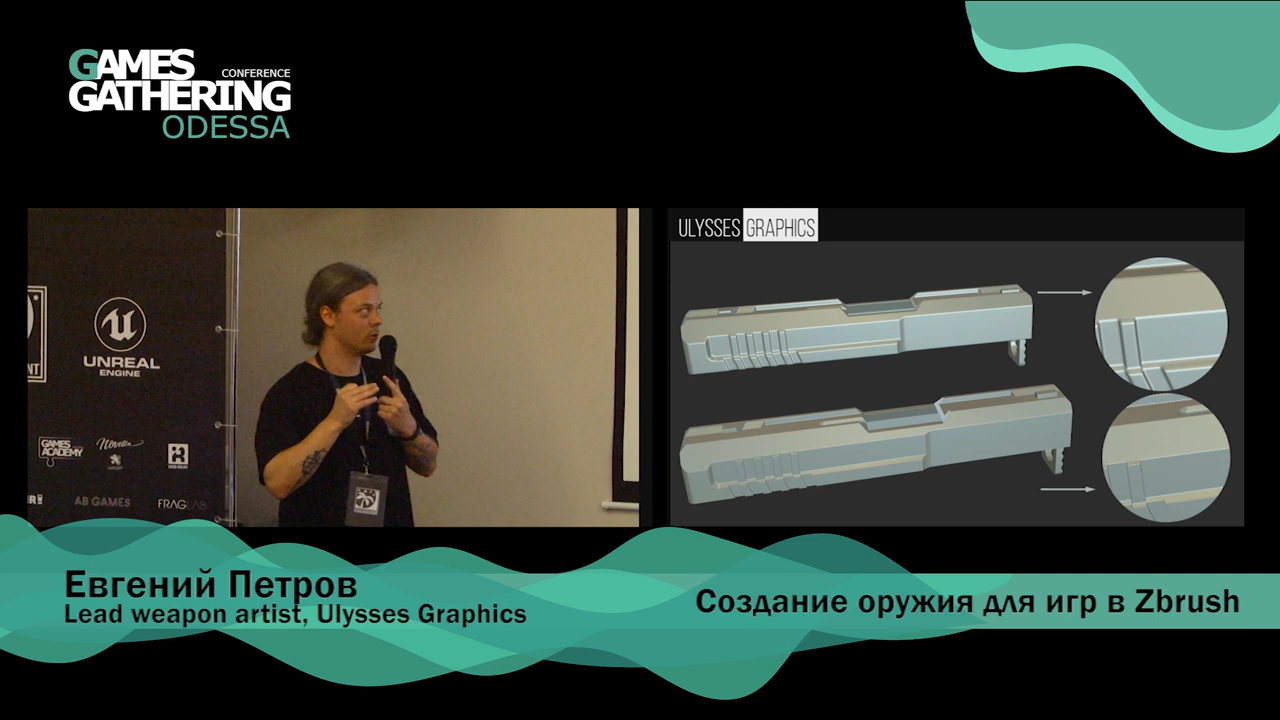 GAMES
CONFERENCE
GATHERING
ODESSA
ULYSSES GRAPHICS
NT
UNREAL
ENGINE
GAMES
ACADEMY
AB GAMES
FRAGLAB
Евгений Петров
Lead weapon artist, Ulysses Graphics
Создание оружия для игр в Zbrush